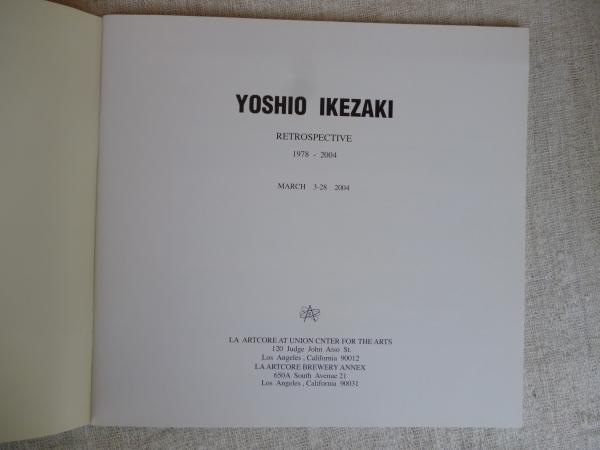 YOSHIO IKEZAKI
RETROSPECTIVE
1978 - 2004
MARCH 3-28 2004
LA ARTCORE AT UNION CNTER FOR THE ARTS
120 Judge John Aiso St.
Los Angeles , California 90012
LA ARTCORE BREWERY ANNEX
650A South Avenue 21
Los Angeles , California 90031